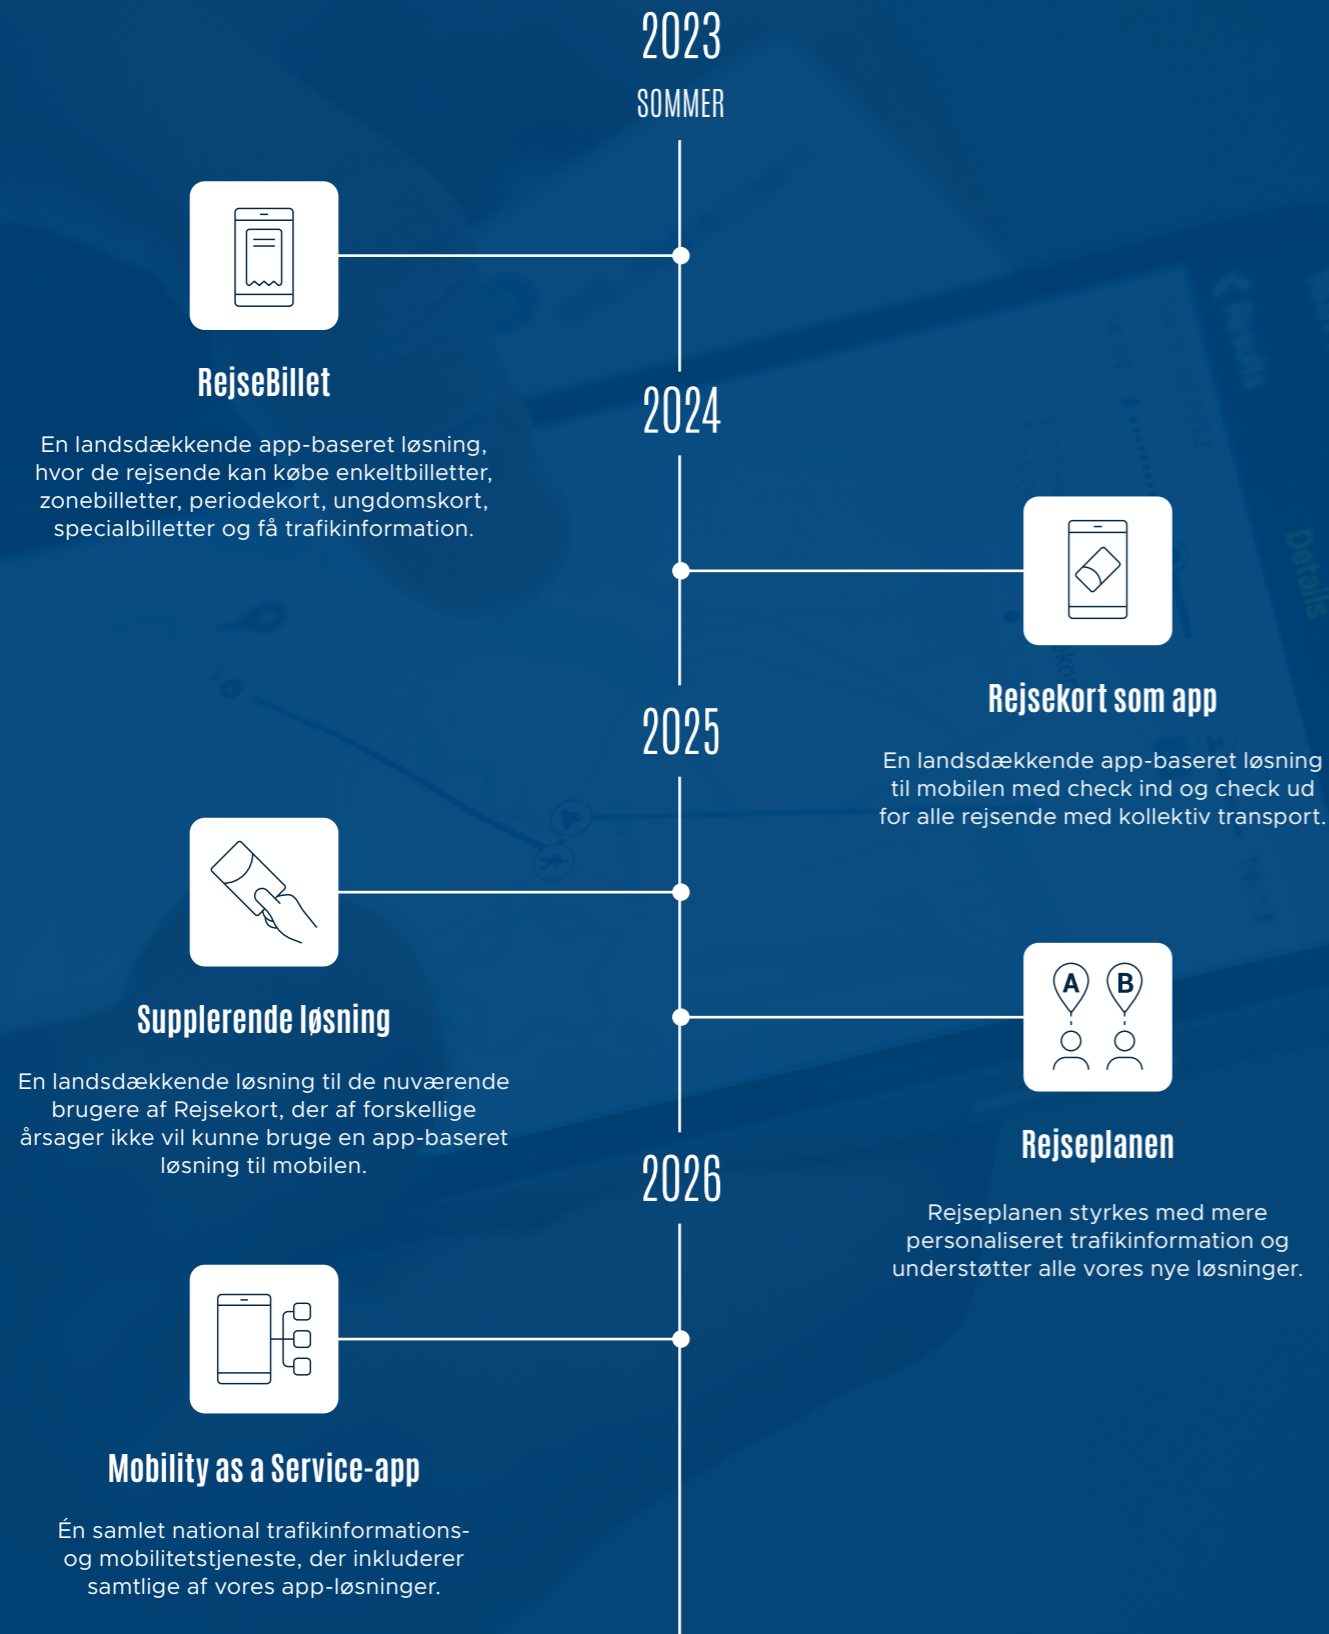 2023
SOMMER
RejseBillet
En landsdækkende app-baseret løsning,
hvor de rejsende kan købe enkeltbilletter,
zonebilletter, periodekort, ungdomskort,
specialbilletter og få trafikinformation.
2024
Rejsekort som app
En landsdækkende app-baseret løsning
til mobilen med check ind og check ud
for alle rejsende med kollektiv transport.
2025
Supplerende løsning
En landsdækkende løsning til de nuværende
brugere af Rejsekort, der af forskellige
årsager ikke vil kunne bruge en app-baseret
løsning til mobilen.
A B
Rejseplanen
Rejseplanen styrkes med mere
personaliseret trafikinformation og
understøtter alle vores nye løsninger.
2026
Mobility as a Service-app
Én samlet national trafikinformations-
og mobilitetstjeneste, der inkluderer
samtlige af vores app-løsninger.
Results
Details